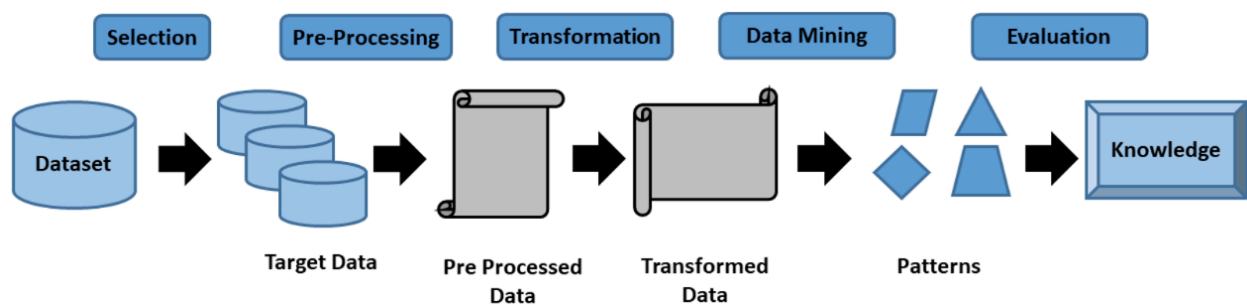 Selection
Pre-Processing
Transformation
Data Mining
Evaluation
Dataset
Knowledge
Target Data
Pre Processed
Data
Transformed
Data
Patterns